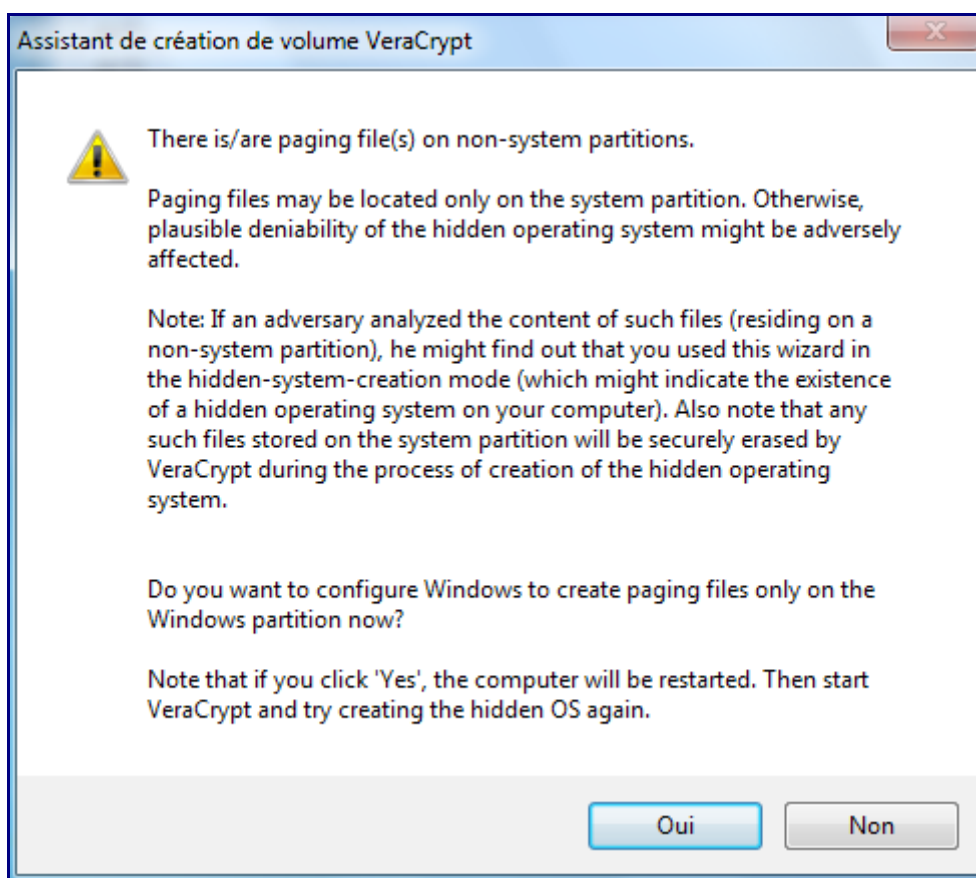 Assistant de création de volume VeraCrypt
There is/are paging file(s) on non-system partitions.
Paging files may be located only on the system partition. Otherwise,
plausible deniability of the hidden operating system might be adversely
affected.
Note: If an adversary analyzed the content of such files (residing on a
non-system partition), he might find out that you used this wizard in
the hidden-system-creation mode (which might indicate the existence
of a hidden operating system on your computer). Also note that any
such files stored on the system partition will be securely erased by
VeraCrypt during the process of creation of the hidden operating
system.
Do you want to configure Windows to create paging files only on the
Windows partition now?
Note that if you click 'Yes', the computer will be restarted. Then start
VeraCrypt and try creating the hidden OS again.
Oui
Non